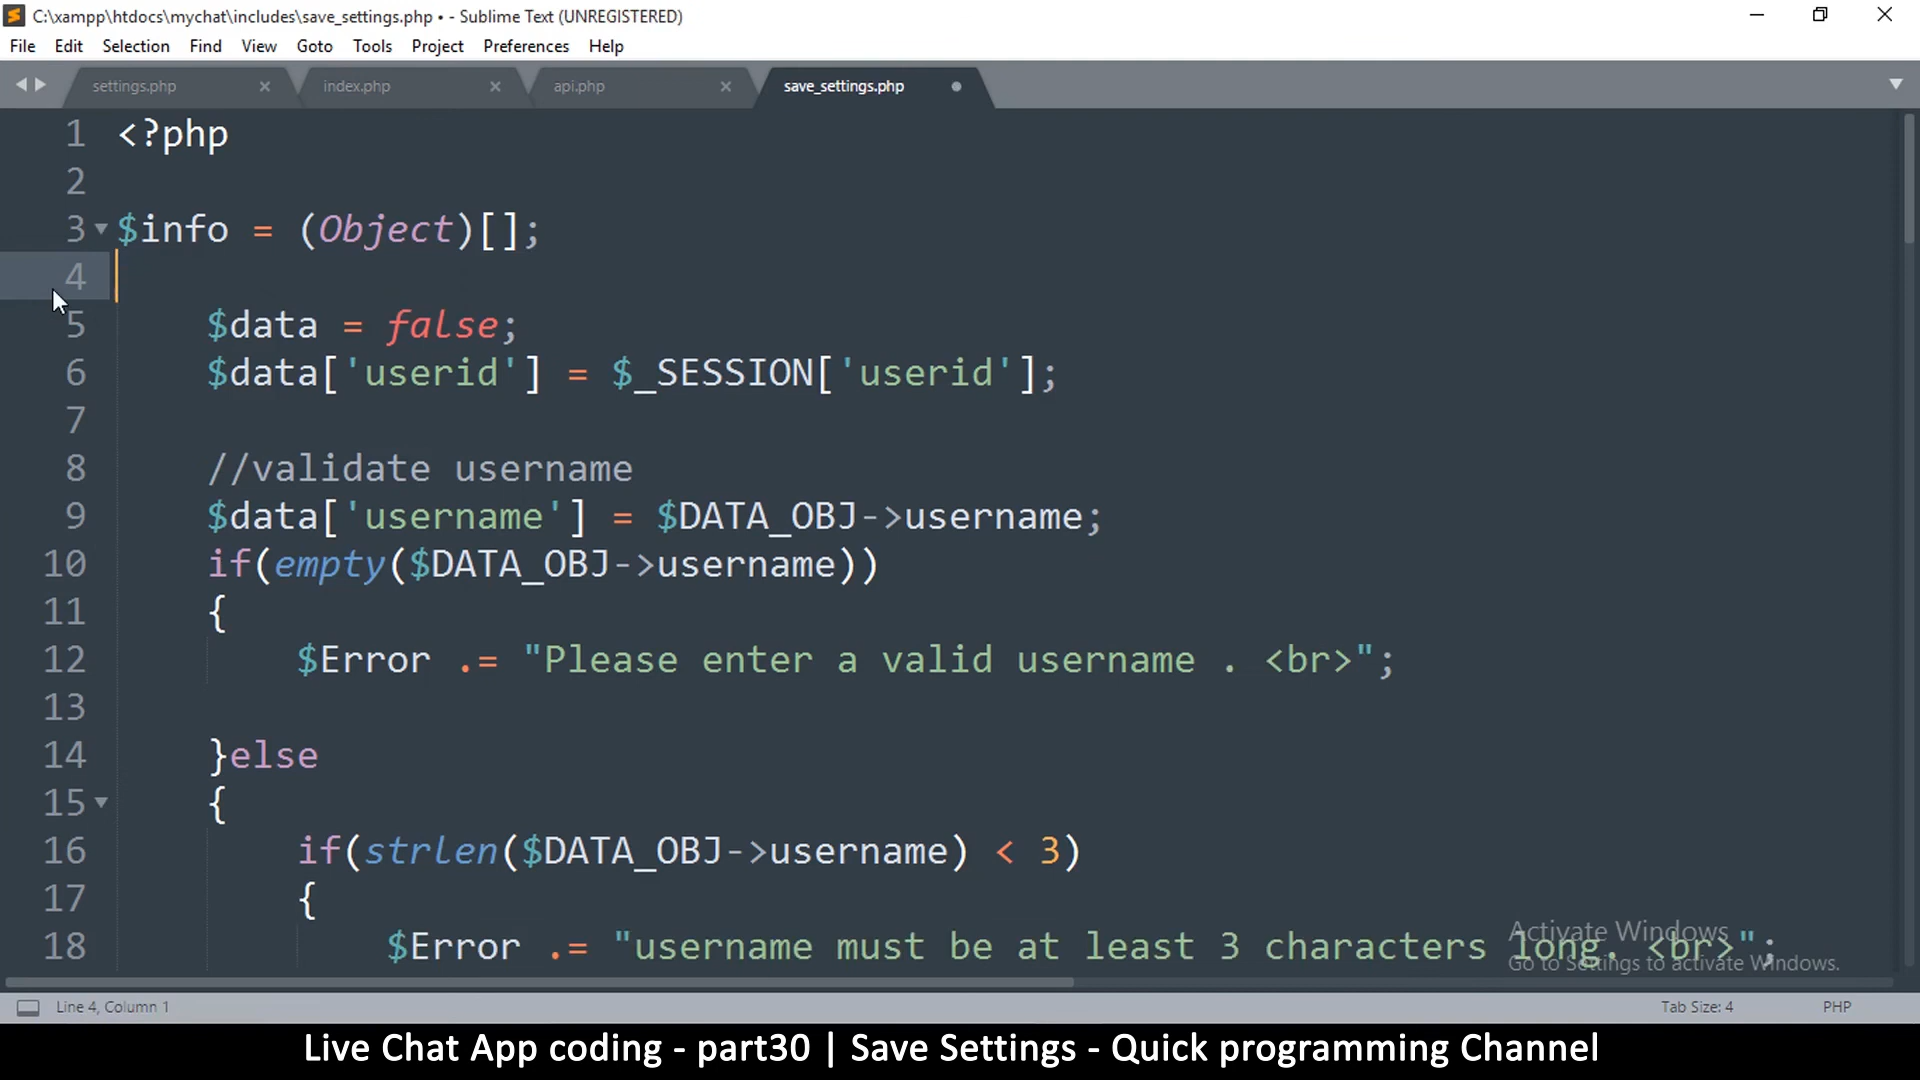 C:\xampp\htdocs\mychat\includes\save_settings.php • - Sublime Text (UNREGISTERED)
File Edit Selection Find View Goto Tools Project Preferences Help
settings.php index.php api.php save_settings.php
1 <?php
2
3 $info = (Object)[];
4
5 $data = false;
6 $data['userid'] = $_SESSION['userid'];
7
8 //validate username
9 $data['username'] = $DATA_OBJ->username;
10 if(empty($DATA_OBJ->username))
11 {
12 $Error .= "Please enter a valid username . <br>";
13
14 }else
15 {
16 if(strlen($DATA_OBJ->username) < 3)
17 {
18 $Error .= "username must be at least 3 characters long. <br>";
Activate Windows
Go to Settings to activate Windows.
Line 4, Column 1 Tab Size: 4 PHP
Live Chat App coding - part30 | Save Settings - Quick programming Channel